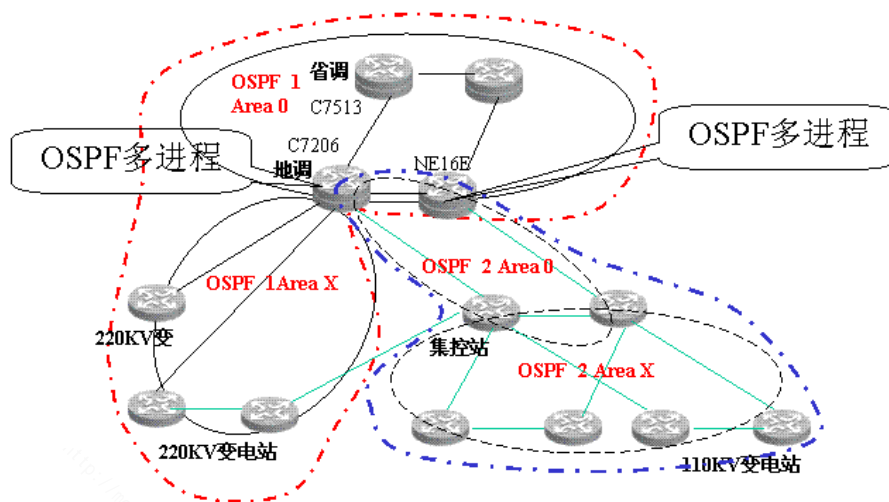 OSPF 1
Area 0
省调
C7513
C7206
地调
NE16E
OSPF多进程
OSPF多进程
OSPF 2 Area 0
OSPF 1Area X
220KV变
集控站
OSPF 2 Area X
220KV变电站
110KV变电站